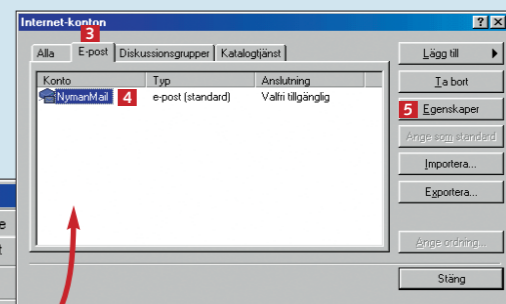 Internet-konton
3
Alla E-post Diskussionsgrupper Katalogtjänst
Konto Typ Anslutning
NymanMail 4 e-post (standard) Valfri tillgänglig
Lägg till
Ta bort
5 Egenskaper
Ange som standard
Importera...
Exportera...
Ange ordning...
Stäng
e
t